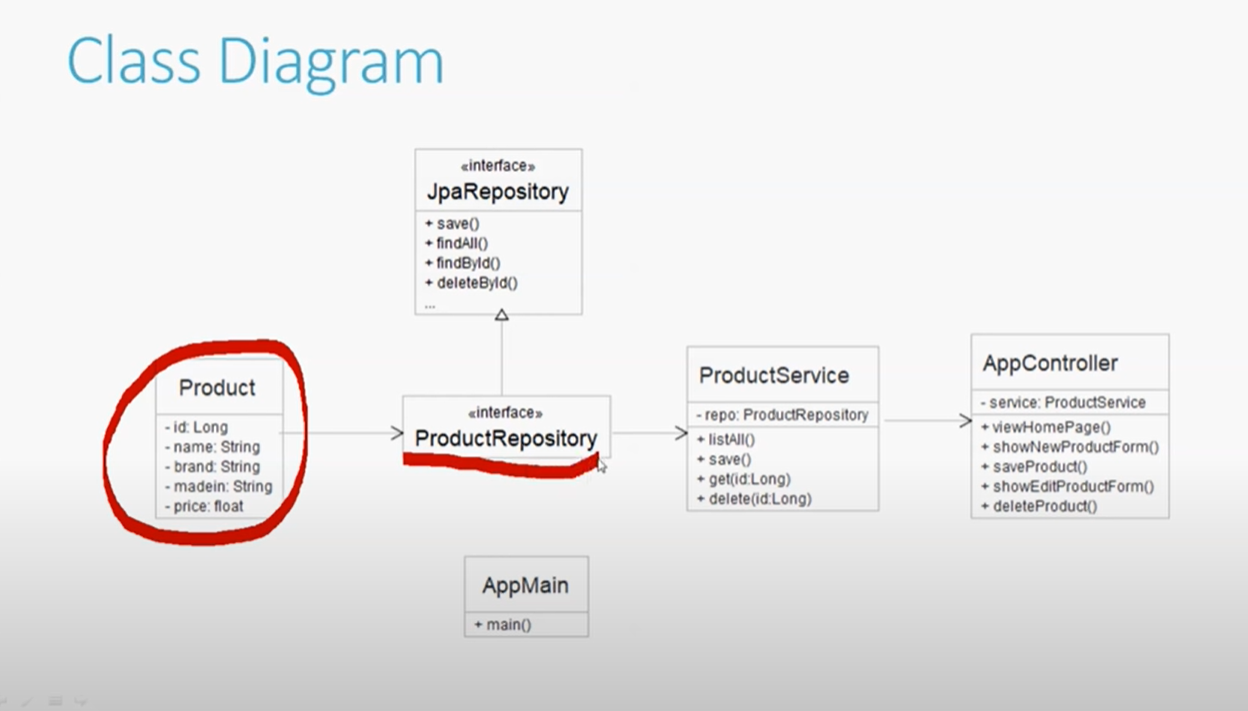 Class Diagram
«interface»
JpaRepository
+ save()
+ findAll()
+ findById()
+ deleteById()
...
Product
- id: Long
- name: String
- brand: String
- madein: String
- price: float
«interface»
ProductRepository
ProductService
- repo: ProductRepository
+ listAll()
+ save()
+ get(id:Long)
+ delete(id:Long)
AppController
- service: ProductService
+ viewHomePage()
+ showNewProductForm()
+ saveProduct()
+ showEditProductForm()
+ deleteProduct()
AppMain
+ main()